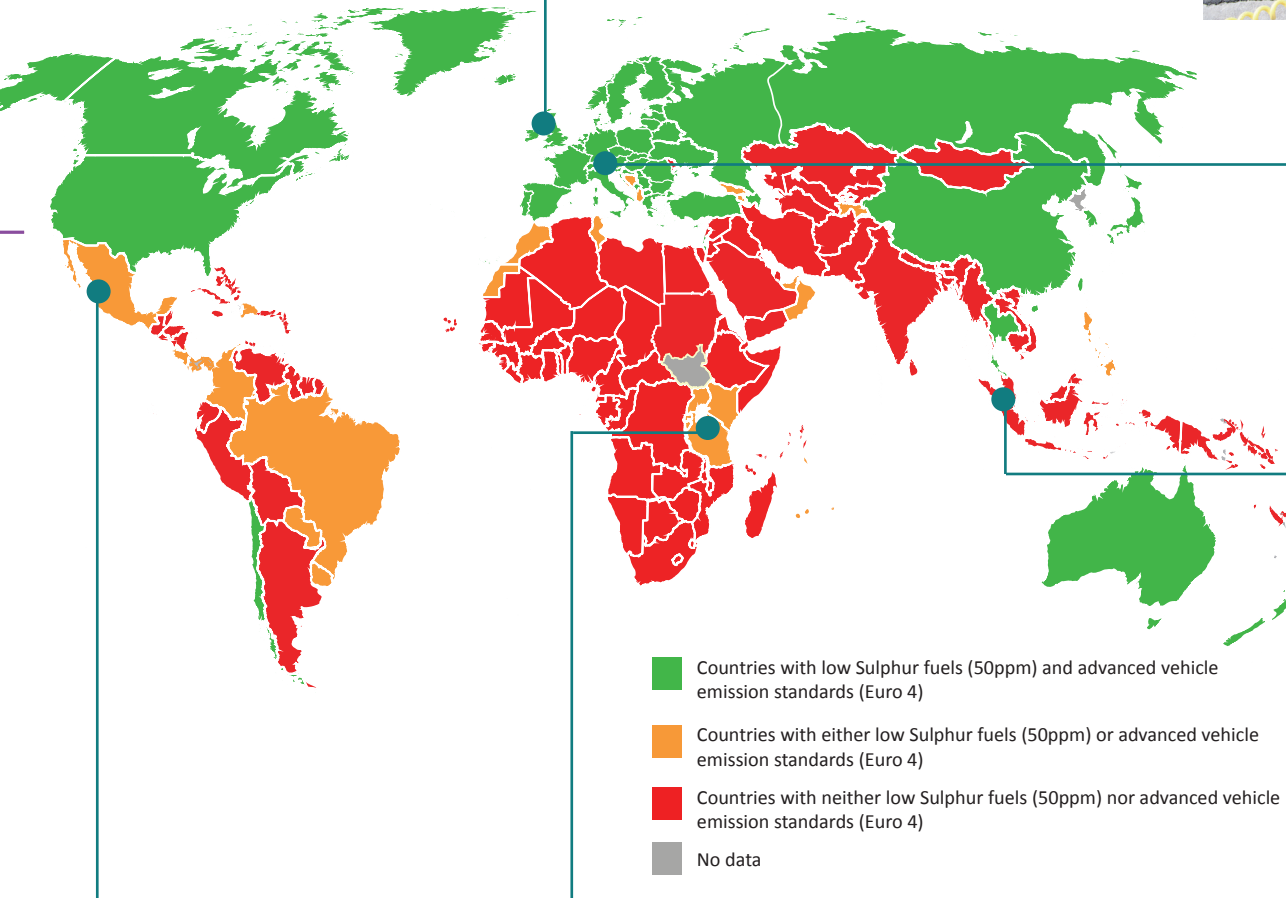 Countries with low Sulphur fuels (50ppm) and advanced vehicle
emission standards (Euro 4)
Countries with either low Sulphur fuels (50ppm) or advanced vehicle
emission standards (Euro 4)
Countries with neither low Sulphur fuels (50ppm) nor advanced vehicle
emission standards (Euro 4)
No data